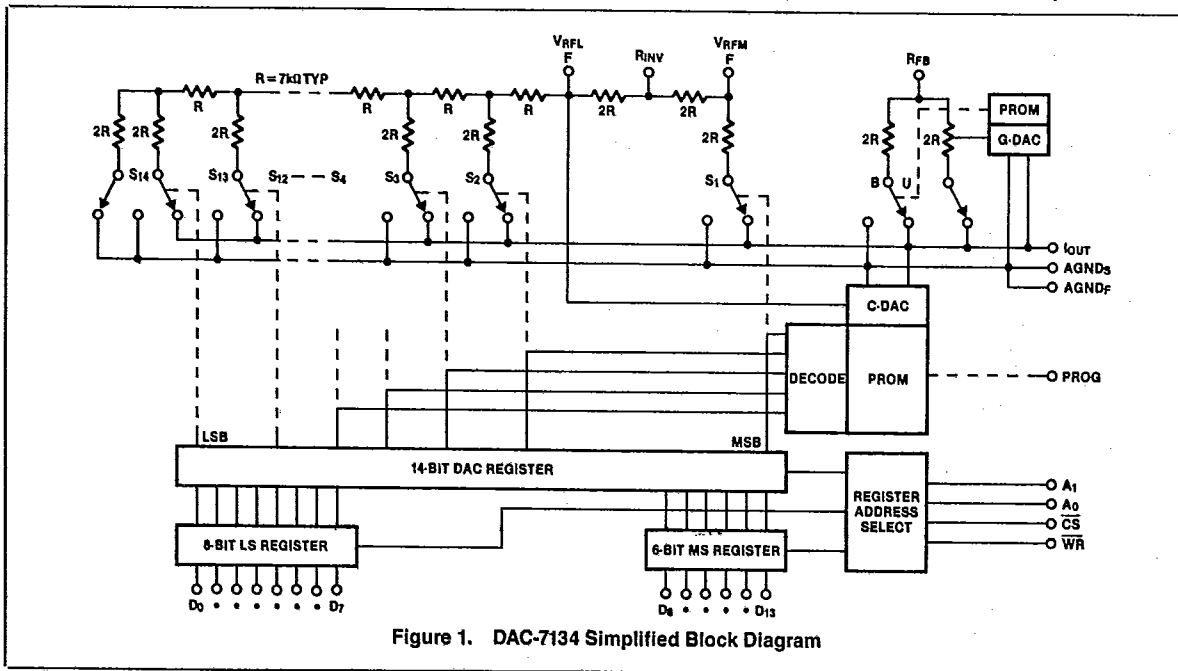 VRFL
F
RINV
VRFM
F
RFB
R = 7kΩ TYP
R
R
R
R
2R
2R
PROM
G-DAC
2R
2R
2R
2R
2R
2R
2R
2R
S14
S13
S12
S4
S3
S2
S1
B
U
IOUT
AGNDS
AGNDF
C-DAC
DECODE
PROM
PROG
LSB
MSB
14-BIT DAC REGISTER
REGISTER
ADDRESS
SELECT
A1
A0
CS
WR
8-BIT LS REGISTER
6-BIT MS REGISTER
D0 • • • • • • D7
D8 • • • • D13
Figure 1. DAC-7134 Simplified Block Diagram